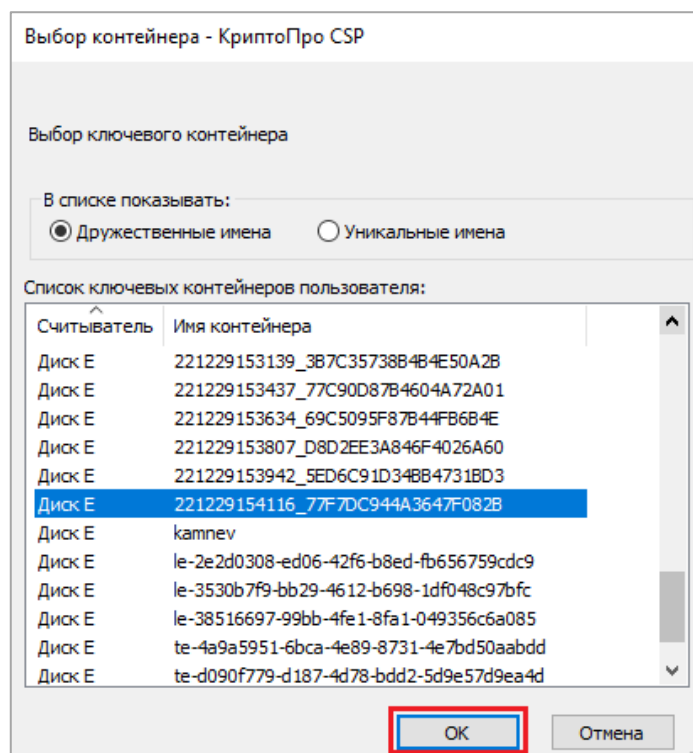 Выбор контейнера - КриптоПро CSP
Выбор ключевого контейнера
В списке показывать:
Дружественные имена Уникальные имена
Список ключевых контейнеров пользователя:
Считыватель Имя контейнера
Диск E 221229153139_3B7C35738B4B4E50A2B
Диск E 221229153437_77C90D87B4604A72A01
Диск E 221229153634_69C5095F87B44FB6B4E
Диск E 221229153807_D8D2EE3A846F4026A60
Диск E 221229153942_5ED6C91D34BB4731BD3
Диск E 221229154116_77F7DC944A3647F082B
Диск E kamnev
Диск E le-2e2d0308-ed06-42f6-b8ed-fb656759cdc9
Диск E le-3530b7f9-bb29-4612-b698-1df048c97bfc
Диск E le-38516697-99bb-4fe1-8fa1-049356c6a085
Диск E te-4a9a5951-6bca-4e89-8731-4e7bd50aabdd
Диск E te-d090f779-d187-4d78-bdd2-5d9e57d9ea4d
ОК Отмена